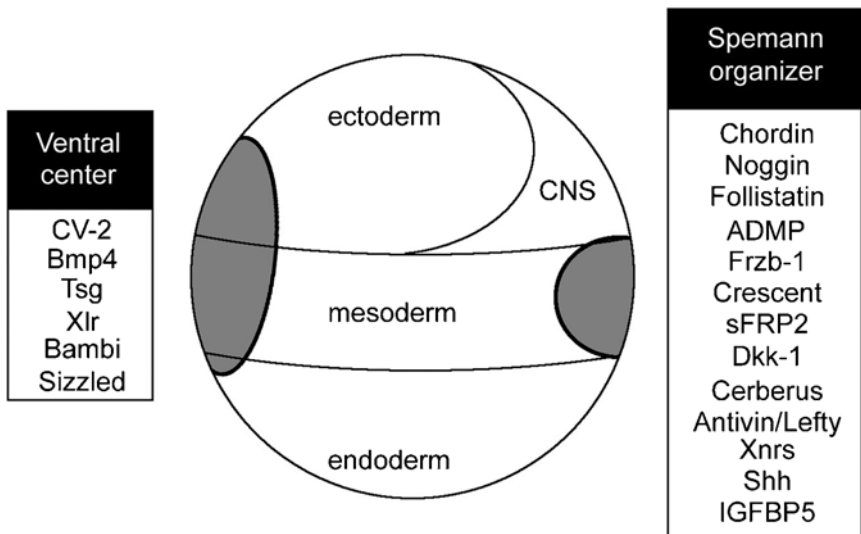 Ventral
center
CV-2
Bmp4
Tsg
Xlr
Bambi
Sizzled
ectoderm
CNS
mesoderm
endoderm
Spemann
organizer
Chordin
Noggin
Follistatin
ADMP
Frzb-1
Crescent
sFRP2
Dkk-1
Cerberus
Antivin/Lefty
Xnrs
Shh
IGFBP5